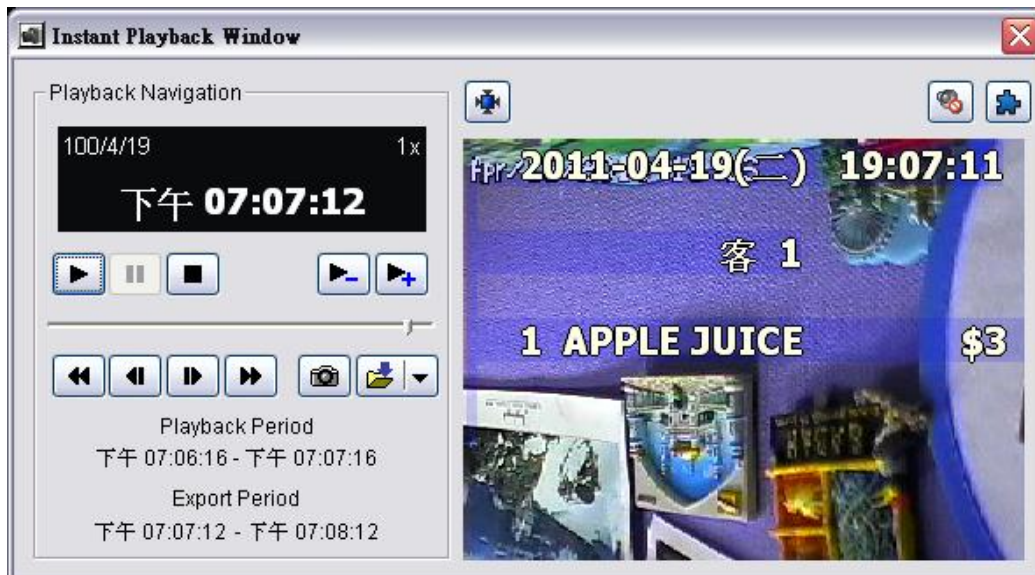 Instant Playback Window
Playback Navigation
100/4/19 1x
下午 07:07:12
Playback Period
下午 07:06:16 - 下午 07:07:16
Export Period
下午 07:07:12 - 下午 07:08:12
2011-04-19(二) 19:07:11
客 1
1 APPLE JUICE $3